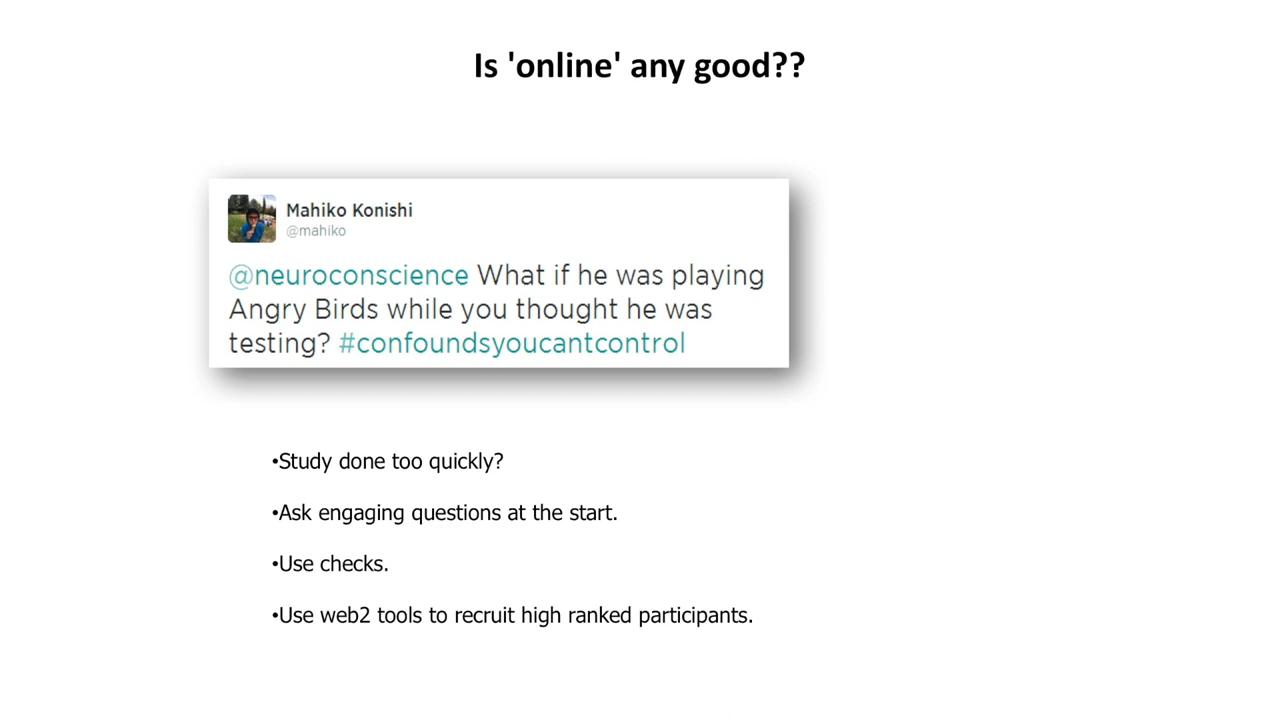 Is 'online' any good??
Mahiko Konishi
@mahiko
@neuroconscience What if he was playing
Angry Birds while you thought he was
testing? #confoundsyoucantcontrol
•Study done too quickly?
•Ask engaging questions at the start.
•Use checks.
•Use web2 tools to recruit high ranked participants.